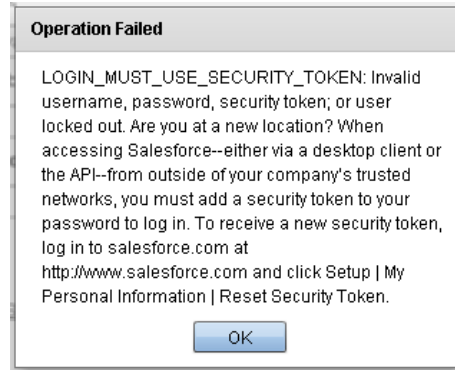 Operation Failed
LOGIN_MUST_USE_SECURITY_TOKEN: Invalid
username, password, security token; or user
locked out. Are you at a new location? When
accessing Salesforce--either via a desktop client or
the API--from outside of your company's trusted
networks, you must add a security token to your
password to log in. To receive a new security token,
log in to salesforce.com at
http://www.salesforce.com and click Setup | My
Personal Information | Reset Security Token.
OK